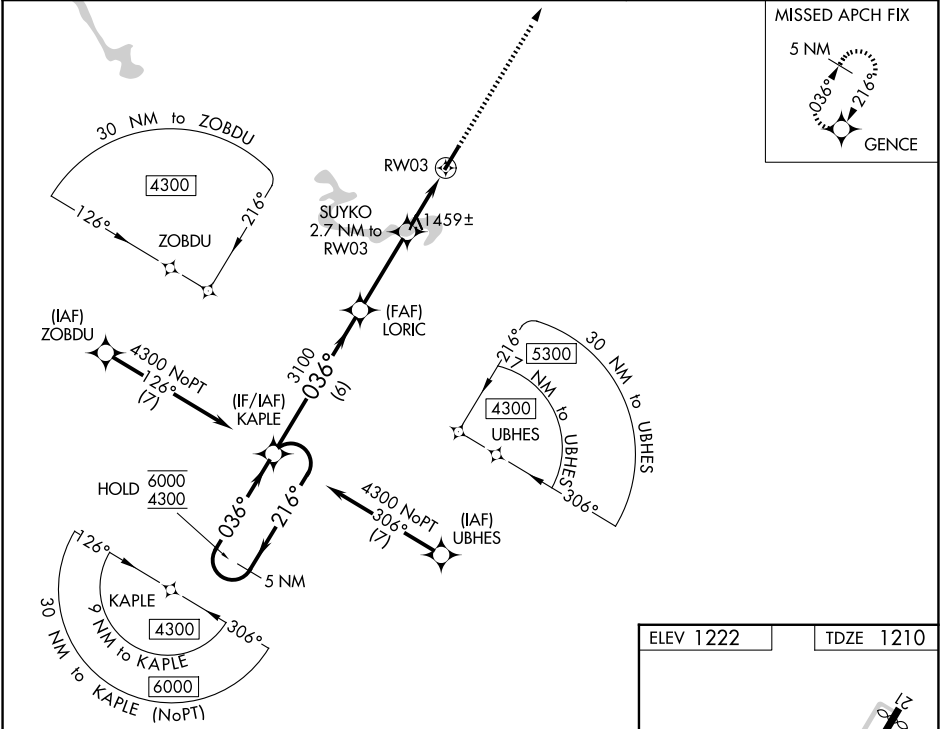 MISSED APCH FIX
5 NM
036°
216°
GENCE
30 NM to ZOBDU
4300
126°
216°
ZOBDU
RW03
SUYKO
2.7 NM to
RW03
1459±
(FAF)
LORIC
(IAF)
ZOBDU
4300 NoPT
126°
(7)
3100
036°
(6)
(IF/IAF)
KAPLE
HOLD 6000
4300
036°
216°
5 NM
4300 NoPT
306°
(7)
(IAF)
UBHES
216°
5300
30 NM to UBHES
17 NM to UBHES
4300
UBHES
306°
126°
KAPLE
4300
306°
9 NM to KAPLE
6000
30 NM to KAPLE (NoPT)
ELEV 1222
TDZE 1210
21